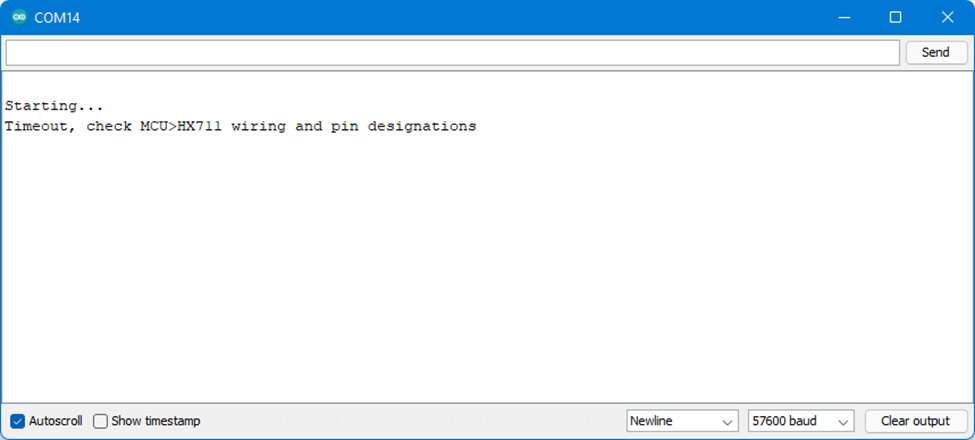 COM14
Send
Starting...
Timeout, check MCU>HX711 wiring and pin designations
Autoscroll Show timestamp Newline 57600 baud Clear output